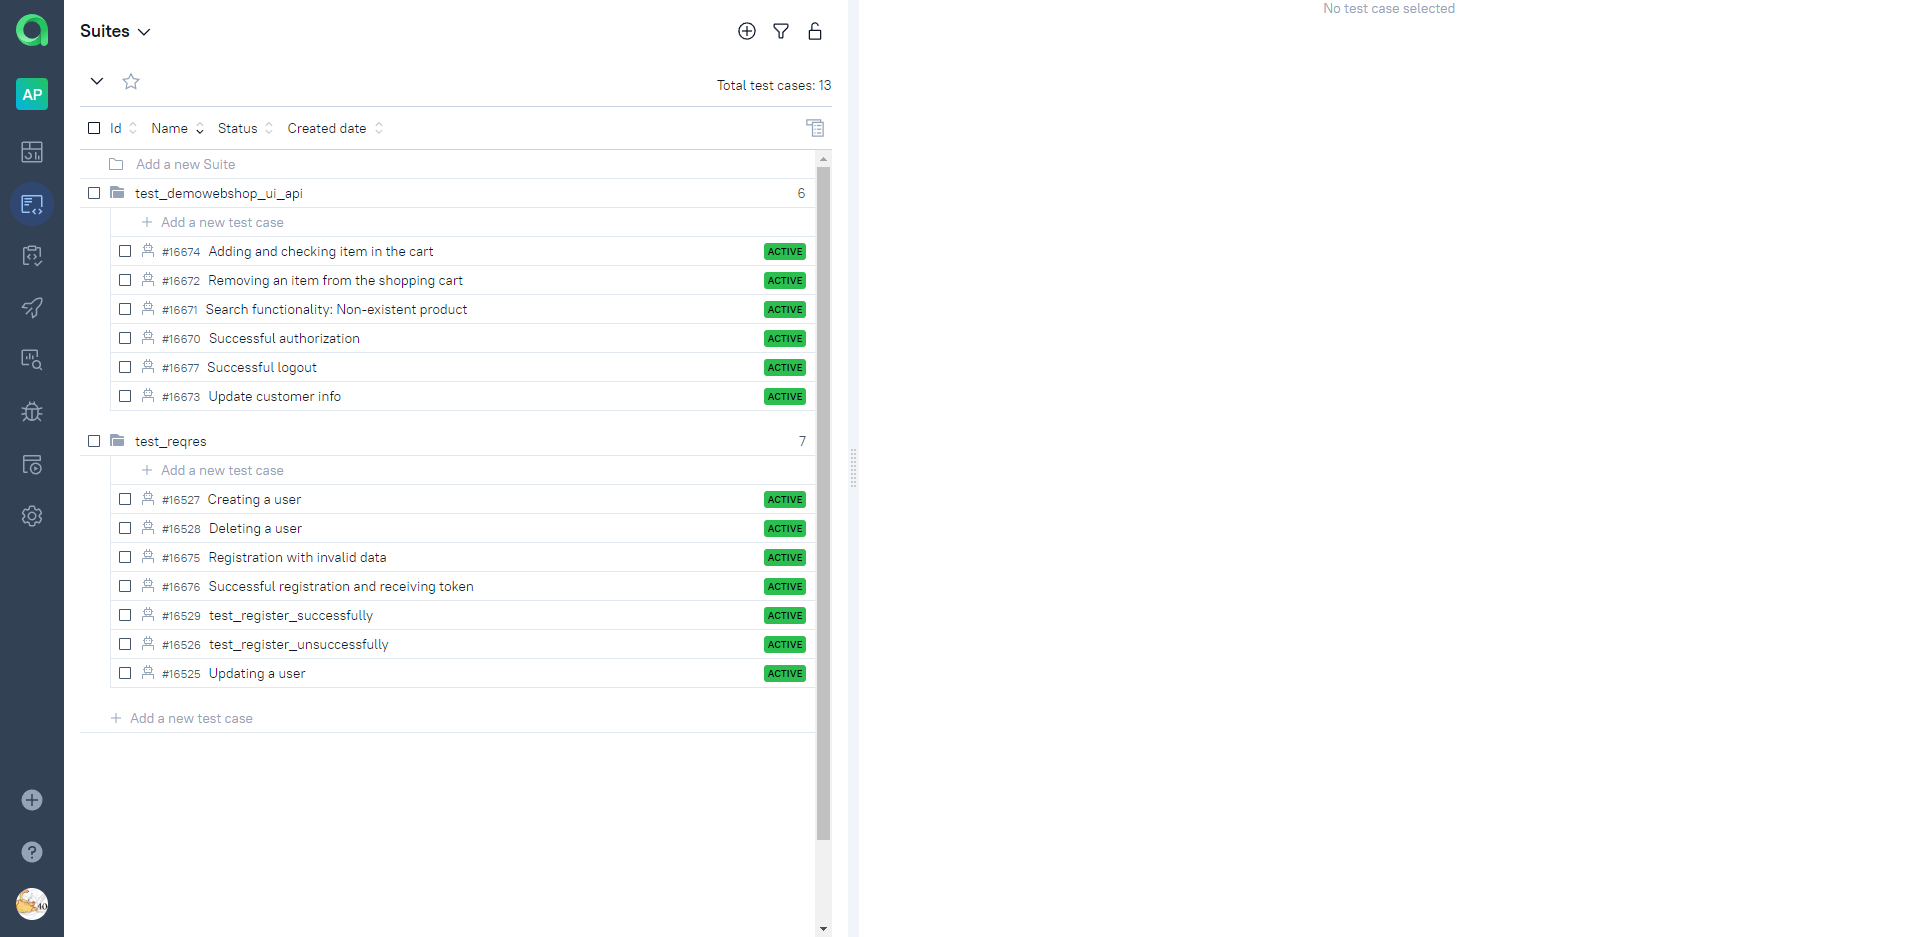 No test case selected
Suites
AP
Total test cases: 13
Id Name Status Created date
Add a new Suite
test_demowebshop_ui_api 6
Add a new test case
#16674 Adding and checking item in the cart ACTIVE
#16672 Removing an item from the shopping cart ACTIVE
#16671 Search functionality: Non-existent product ACTIVE
#16670 Successful authorization ACTIVE
#16677 Successful logout ACTIVE
#16673 Update customer info ACTIVE
test_reqres 7
Add a new test case
#16527 Creating a user ACTIVE
#16528 Deleting a user ACTIVE
#16675 Registration with invalid data ACTIVE
#16676 Successful registration and receiving token ACTIVE
#16529 test_register_successfully ACTIVE
#16526 test_register_unsuccessfully ACTIVE
#16525 Updating a user ACTIVE
Add a new test case